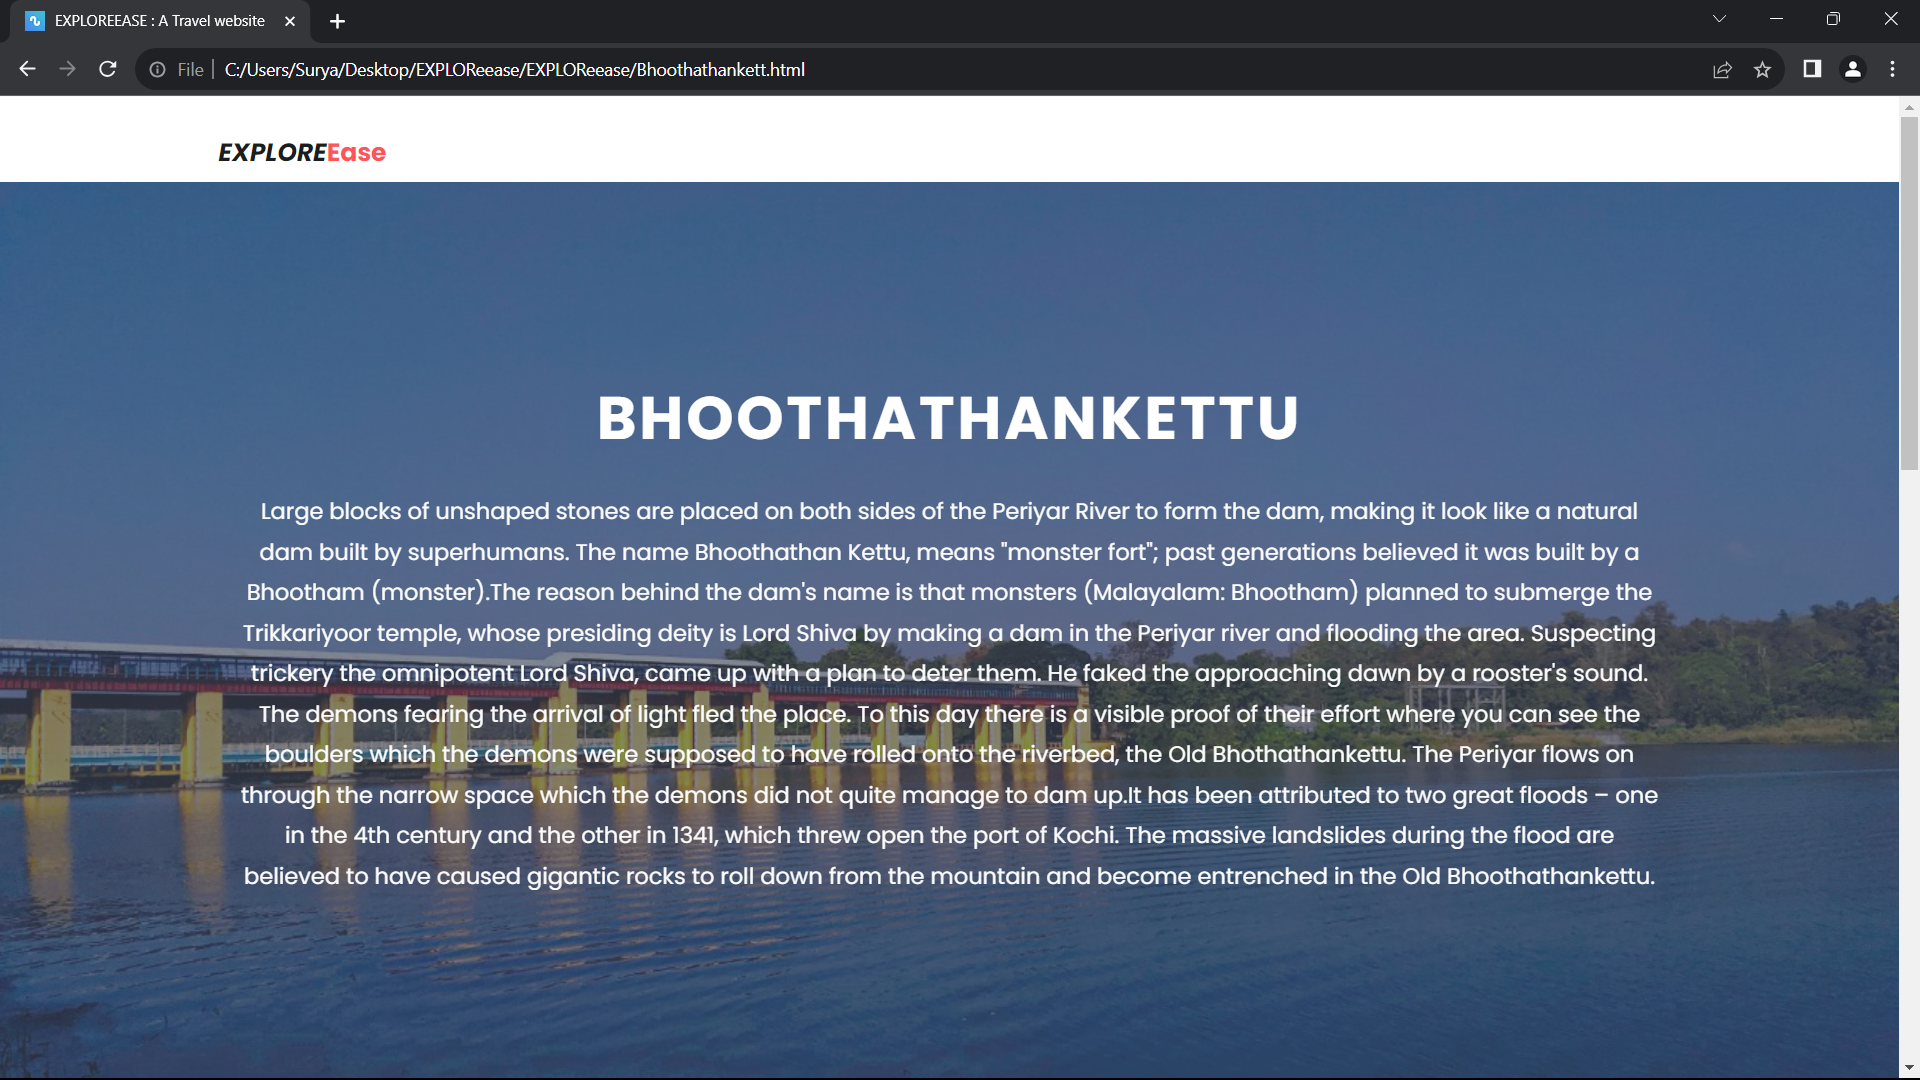 EXPLOREEASE : A Travel website
File
C:/Users/Surya/Desktop/EXPLOReease/EXPLOReease/Bhoothathankett.html
EXPLOREEase
BHOOTHATHANKETTU
Large blocks of unshaped stones are placed on both sides of the Periyar River to form the dam, making it look like a natural
dam built by superhumans. The name Bhoothathan Kettu, means "monster fort"; past generations believed it was built by a
Bhootham (monster).The reason behind the dam's name is that monsters (Malayalam: Bhootham) planned to submerge the
Trikkariyoor temple, whose presiding deity is Lord Shiva by making a dam in the Periyar river and flooding the area. Suspecting
trickery the omnipotent Lord Shiva, came up with a plan to deter them. He faked the approaching dawn by a rooster's sound.
The demons fearing the arrival of light fled the place. To this day there is a visible proof of their effort where you can see the
boulders which the demons were supposed to have rolled onto the riverbed, the Old Bhothathankettu. The Periyar flows on
through the narrow space which the demons did not quite manage to dam up.It has been attributed to two great floods – one
in the 4th century and the other in 1341, which threw open the port of Kochi. The massive landslides during the flood are
believed to have caused gigantic rocks to roll down from the mountain and become entrenched in the Old Bhoothathankettu.